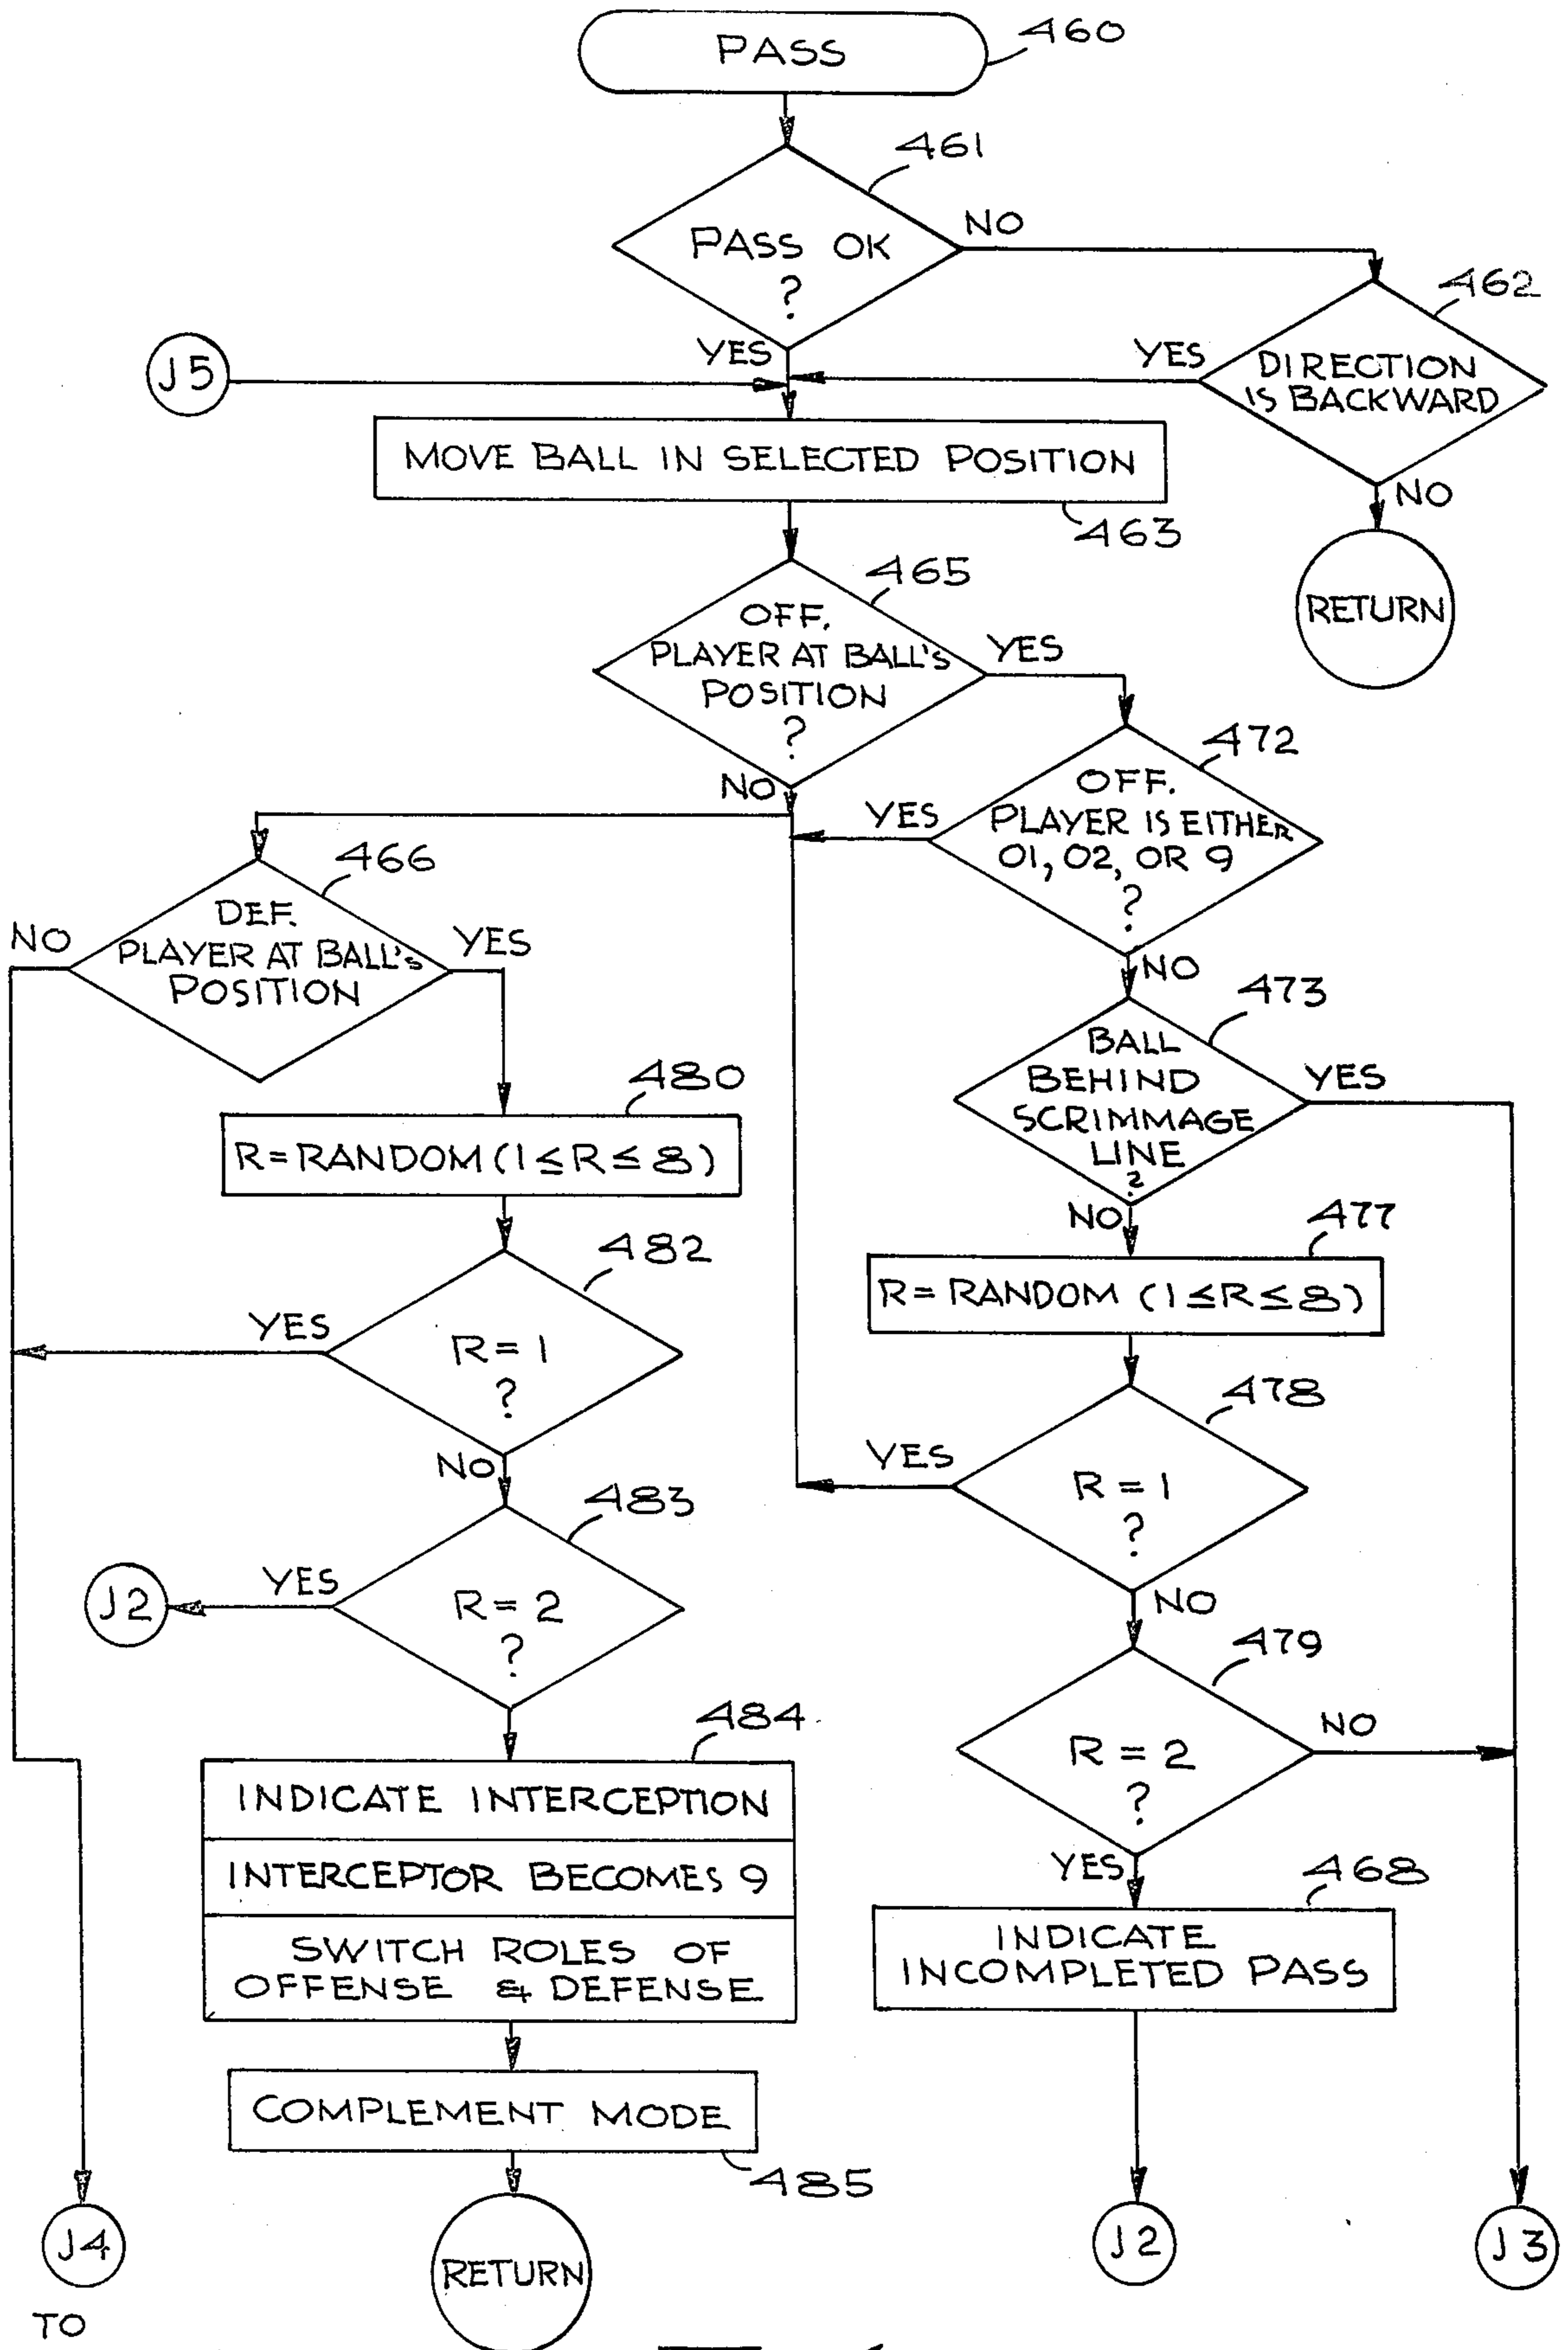 PASS
460
461
PASS OK
?
NO
462
YES
J5
YES
DIRECTION
IS BACKWARD
MOVE BALL IN SELECTED POSITION
NO
463
465
OFF.
PLAYER AT BALL'S
POSITION
?
YES
RETURN
NO
472
OFF.
PLAYER IS EITHER
01, 02, OR 9
?
YES
466
DEF.
PLAYER AT BALL'S
POSITION
NO
YES
NO
473
BALL
BEHIND
SCRIMMAGE
LINE
?
YES
480
R=RANDOM(1≤R≤8)
NO
477
R=RANDOM (1≤R≤8)
482
YES
R=1
?
478
YES
R=1
?
NO
483
J2
YES
R=2
?
NO
479
R=2
?
NO
484
INDICATE INTERCEPTION
INTERCEPTOR BECOMES 9
SWITCH ROLES OF
OFFENSE & DEFENSE
YES
468
INDICATE
INCOMPLETED PASS
COMPLEMENT MODE
485
J4
RETURN
J2
J3
TO